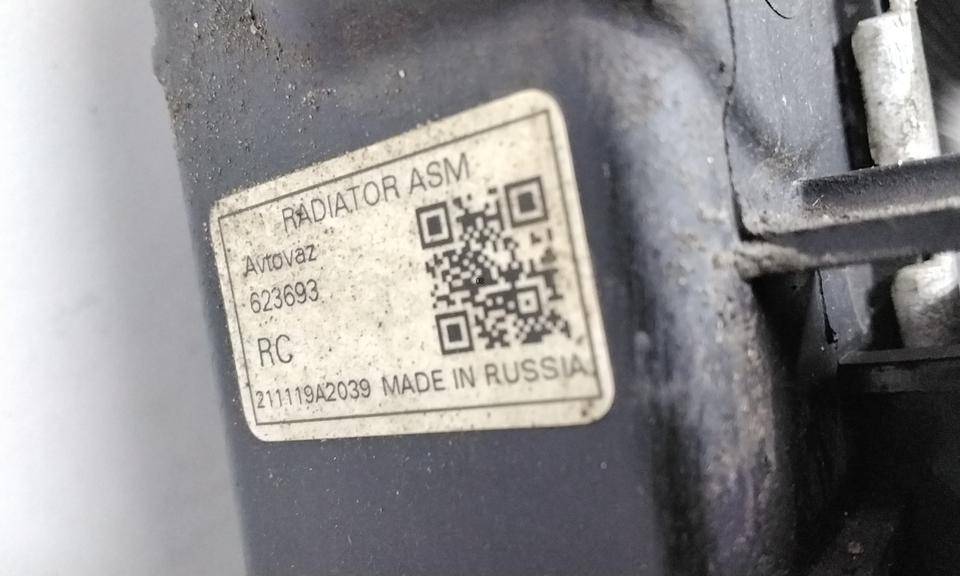 RADIATOR ASM
Avtovaz
623693
RC
211119A2039 MADE IN RUSSIA